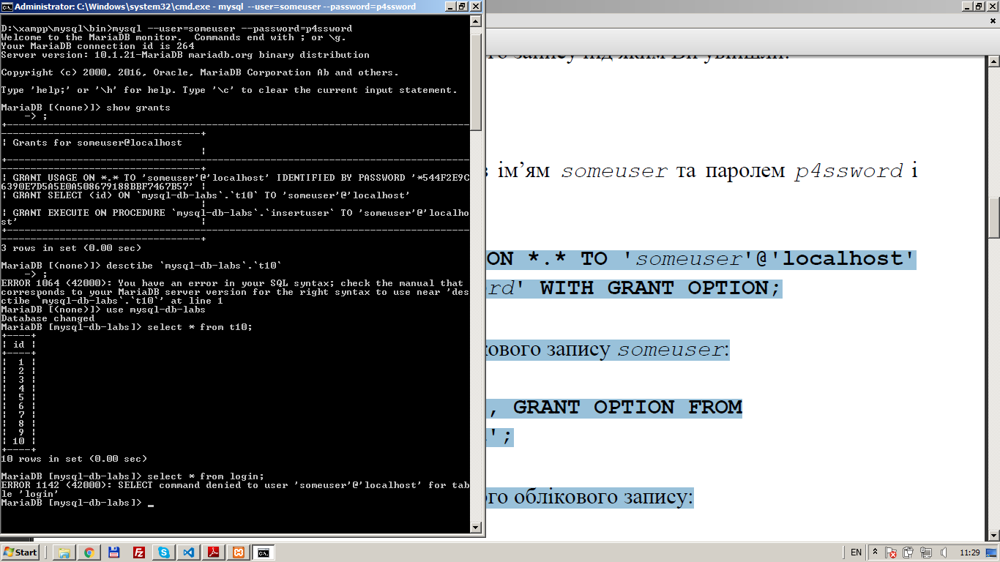 Administrator: C:\Windows\system32\cmd.exe - mysql --user=someuser --password=p4ssword
D:\xampp\mysql\bin>mysql --user=someuser --password=p4ssword
Welcome to the MariaDB monitor.  Commands end with ; or \g.
Your MariaDB connection id is 264
Server version: 10.1.21-MariaDB mariadb.org binary distribution
Copyright (c) 2000, 2016, Oracle, MariaDB Corporation Ab and others.
Type 'help;' or '\h' for help. Type '\c' to clear the current input statement.
MariaDB [(none)]> show grants
    -> ;
| Grants for someuser@localhost
|
| GRANT USAGE ON *.* TO 'someuser'@'localhost' IDENTIFIED BY PASSWORD '*544F2E9C
6390E7D5A5E0A508679188BBF7467B57' |
| GRANT SELECT (id) ON `mysql-db-labs`.`t10` TO 'someuser'@'localhost'
|
| GRANT EXECUTE ON PROCEDURE `mysql-db-labs`.`insertuser` TO 'someuser'@'localho
st' |
3 rows in set (0.00 sec)
MariaDB [(none)]> desctibe `mysql-db-labs`.`t10`
    -> ;
ERROR 1064 (42000): You have an error in your SQL syntax; check the manual that
corresponds to your MariaDB server version for the right syntax to use near 'des
ctibe `mysql-db-labs`.`t10`' at line 1
MariaDB [(none)]> use mysql-db-labs
Database changed
MariaDB [mysql-db-labs]> select * from t10;
+----+
| id |
+----+
|  1 |
|  2 |
|  3 |
|  4 |
|  5 |
|  6 |
|  7 |
|  8 |
|  9 |
| 10 |
+----+
10 rows in set (0.00 sec)
MariaDB [mysql-db-labs]> select * from login;
ERROR 1142 (42000): SELECT command denied to user 'someuser'@'localhost' for tab
le 'login'
MariaDB [mysql-db-labs]> _
запису під яким Ви увійшли:
з ім’ям someuser та паролем p4ssword і
ON *.* TO 'someuser'@'localhost'
rd' WITH GRANT OPTION;
кового запису someuser:
, GRANT OPTION FROM
';
го облікового запису:
Start
EN
11:29